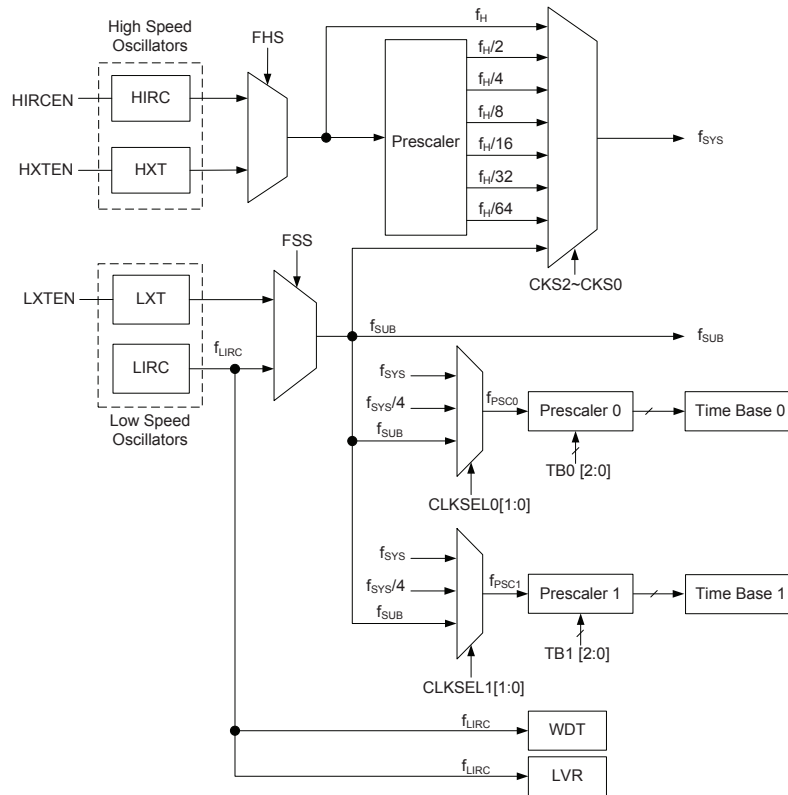 High Speed
Oscillators
FHS
HIRCEN
HIRC
HXTEN
HXT
Prescaler
fH
fH/2
fH/4
fH/8
fH/16
fH/32
fH/64
fSYS
CKS2~CKS0
FSS
LXTEN
LXT
LIRC
fLIRC
Low Speed
Oscillators
fSUB
fSUB
fSYS
fSYS/4
fSUB
fPSC0
Prescaler 0
Time Base 0
TB0 [2:0]
CLKSEL0[1:0]
fSYS
fSYS/4
fSUB
fPSC1
Prescaler 1
Time Base 1
TB1 [2:0]
CLKSEL1[1:0]
fLIRC
WDT
fLIRC
LVR